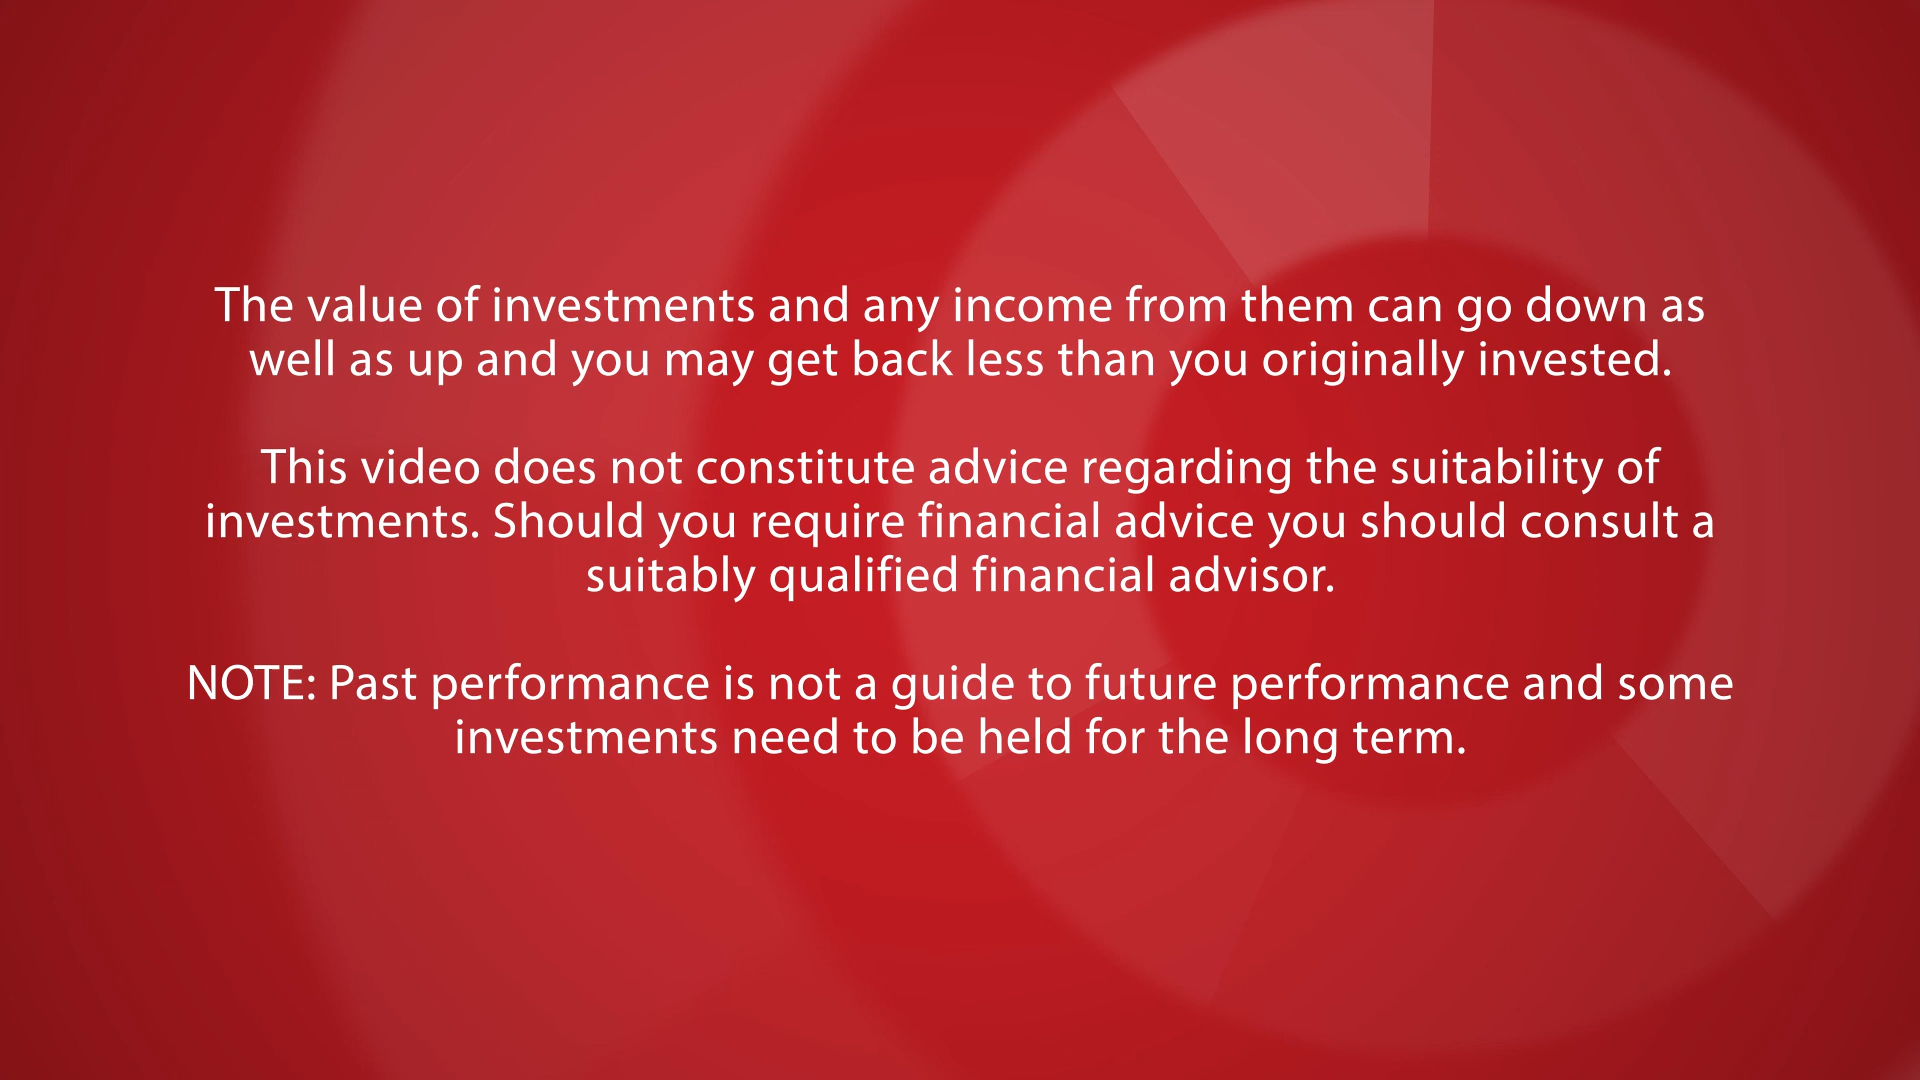 The value of investments and any income from them can go down as
well as up and you may get back less than you originally invested.
This video does not constitute advice regarding the suitability of
investments. Should you require financial advice you should consult a
suitably qualified financial advisor.
NOTE: Past performance is not a guide to future performance and some
investments need to be held for the long term.